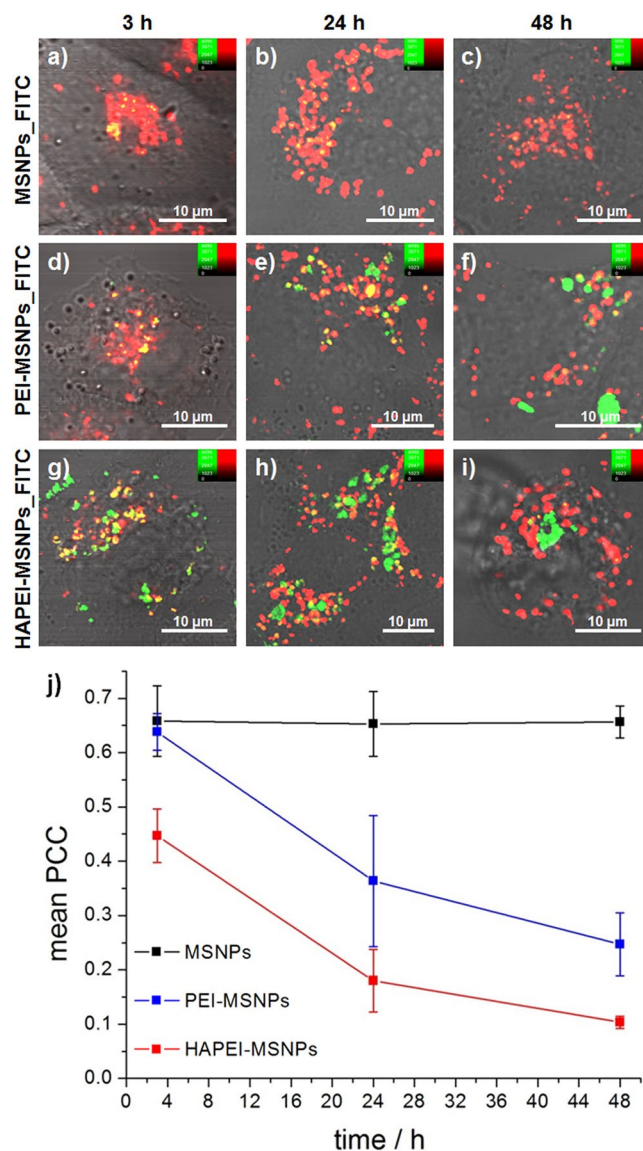 3 h 24 h 48 h
MSNPs_FITC
a) b) c)
10 µm 10 µm 10 µm
PEI-MSNPs_FITC
d) e) f)
10 µm 10 µm 10 µm
HAPEI-MSNPs_FITC
g) h) i)
10 µm 10 µm 10 µm
j)
0.7
0.6
0.5
0.4
0.3
0.2
0.1
0.0
mean PCC
MSNPs
PEI-MSNPs
HAPEI-MSNPs
0 4 8 12 16 20 24 28 32 36 40 44 48
time / h